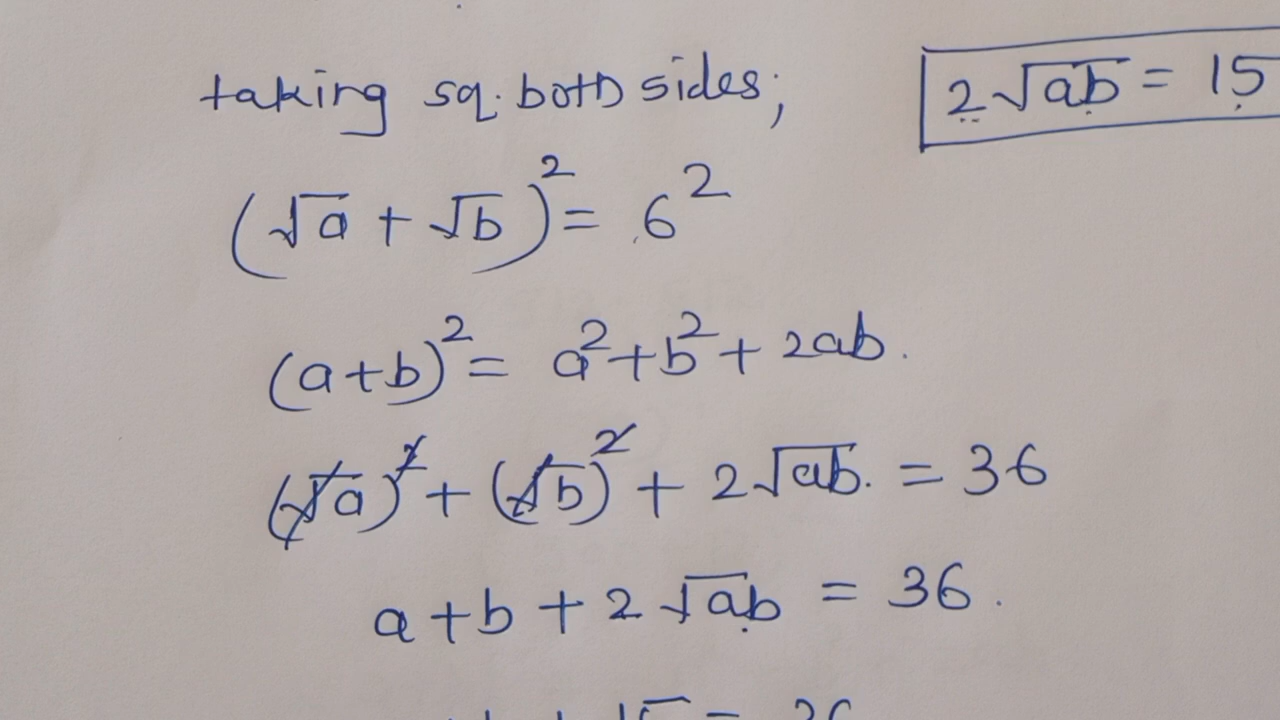 taking sq. both sides;
2√ab = 15
(√a + √b)² = 6²
(a+b)² = a²+b²+ 2ab.
(√a)² + (√b)² + 2√ab. = 36
a+b + 2√ab = 36.